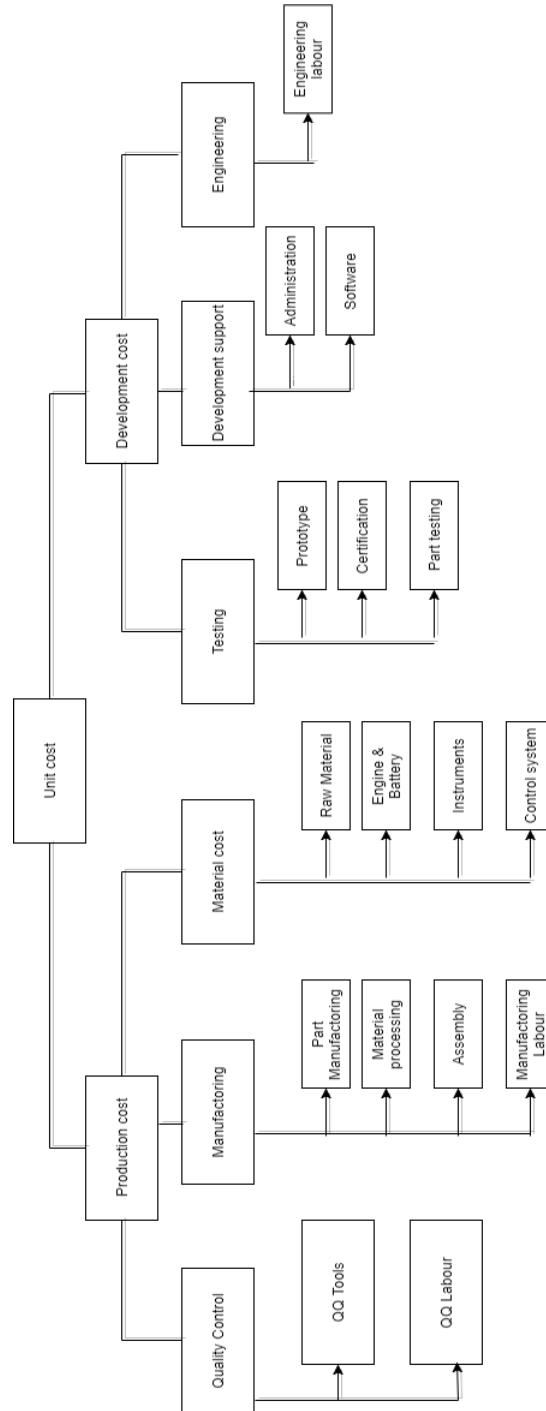 Unit cost
Production cost
Development cost
Quality Control
Manufactoring
Material cost
Testing
Development support
Engineering
QQ Tools
QQ Labour
Part
Manufactoring
Material
processing
Assembly
Manufactoring
Labour
Raw Material
Engine &
Battery
Instruments
Control system
Prototype
Certification
Part testing
Administration
Software
Engineering
labour